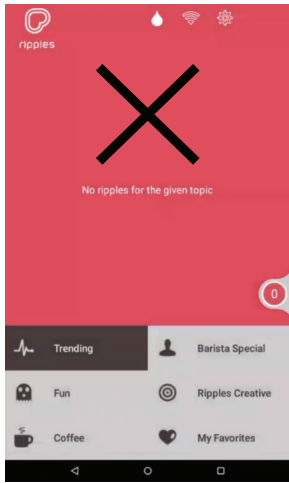 ripples
No ripples for the given topic
0
Trending
Barista Special
Fun
Ripples Creative
Coffee
My Favorites